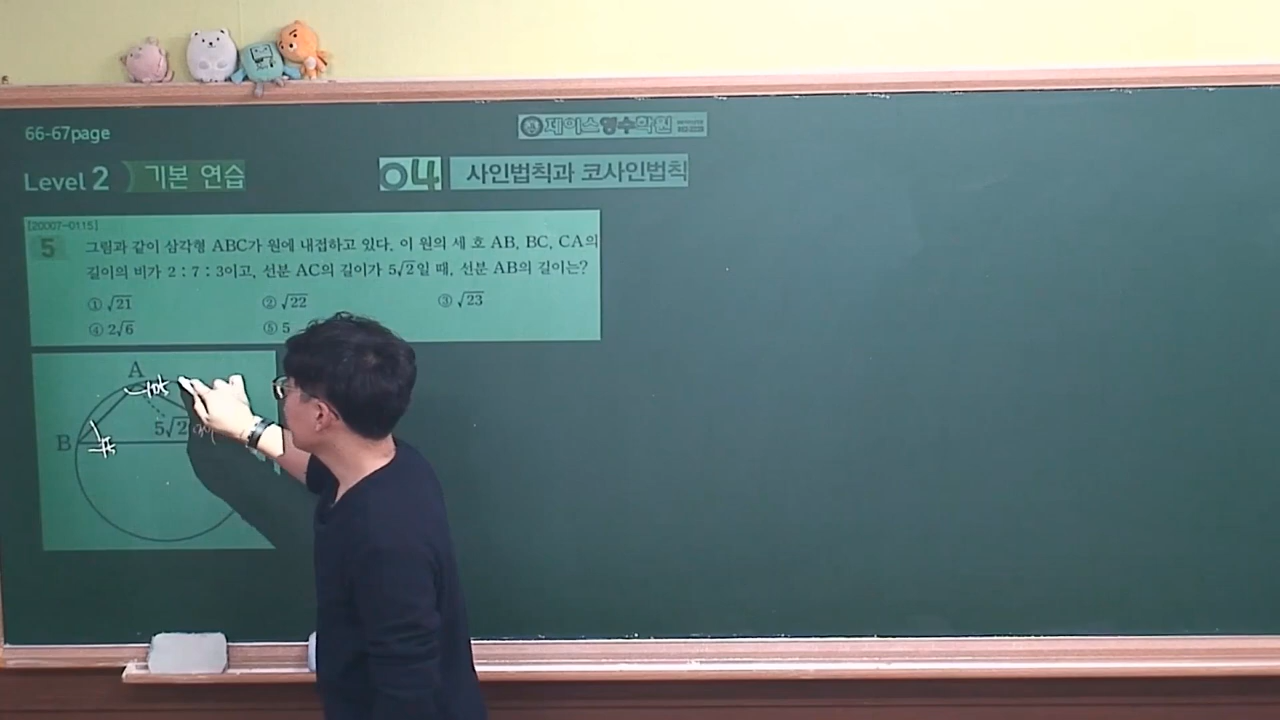 66-67page
제이스영수학원
Level 2 기본 연습
04 사인법칙과 코사인법칙
[20007-0115]
5 그림과 같이 삼각형 ABC가 원에 내접하고 있다. 이 원의 세 호 AB, BC, CA의
길이의 비가 2 : 7 : 3이고, 선분 AC의 길이가 5√2일 때, 선분 AB의 길이는?
① √21 ② √22 ③ √23
④ 2√6 ⑤ 5
A
B
5√2